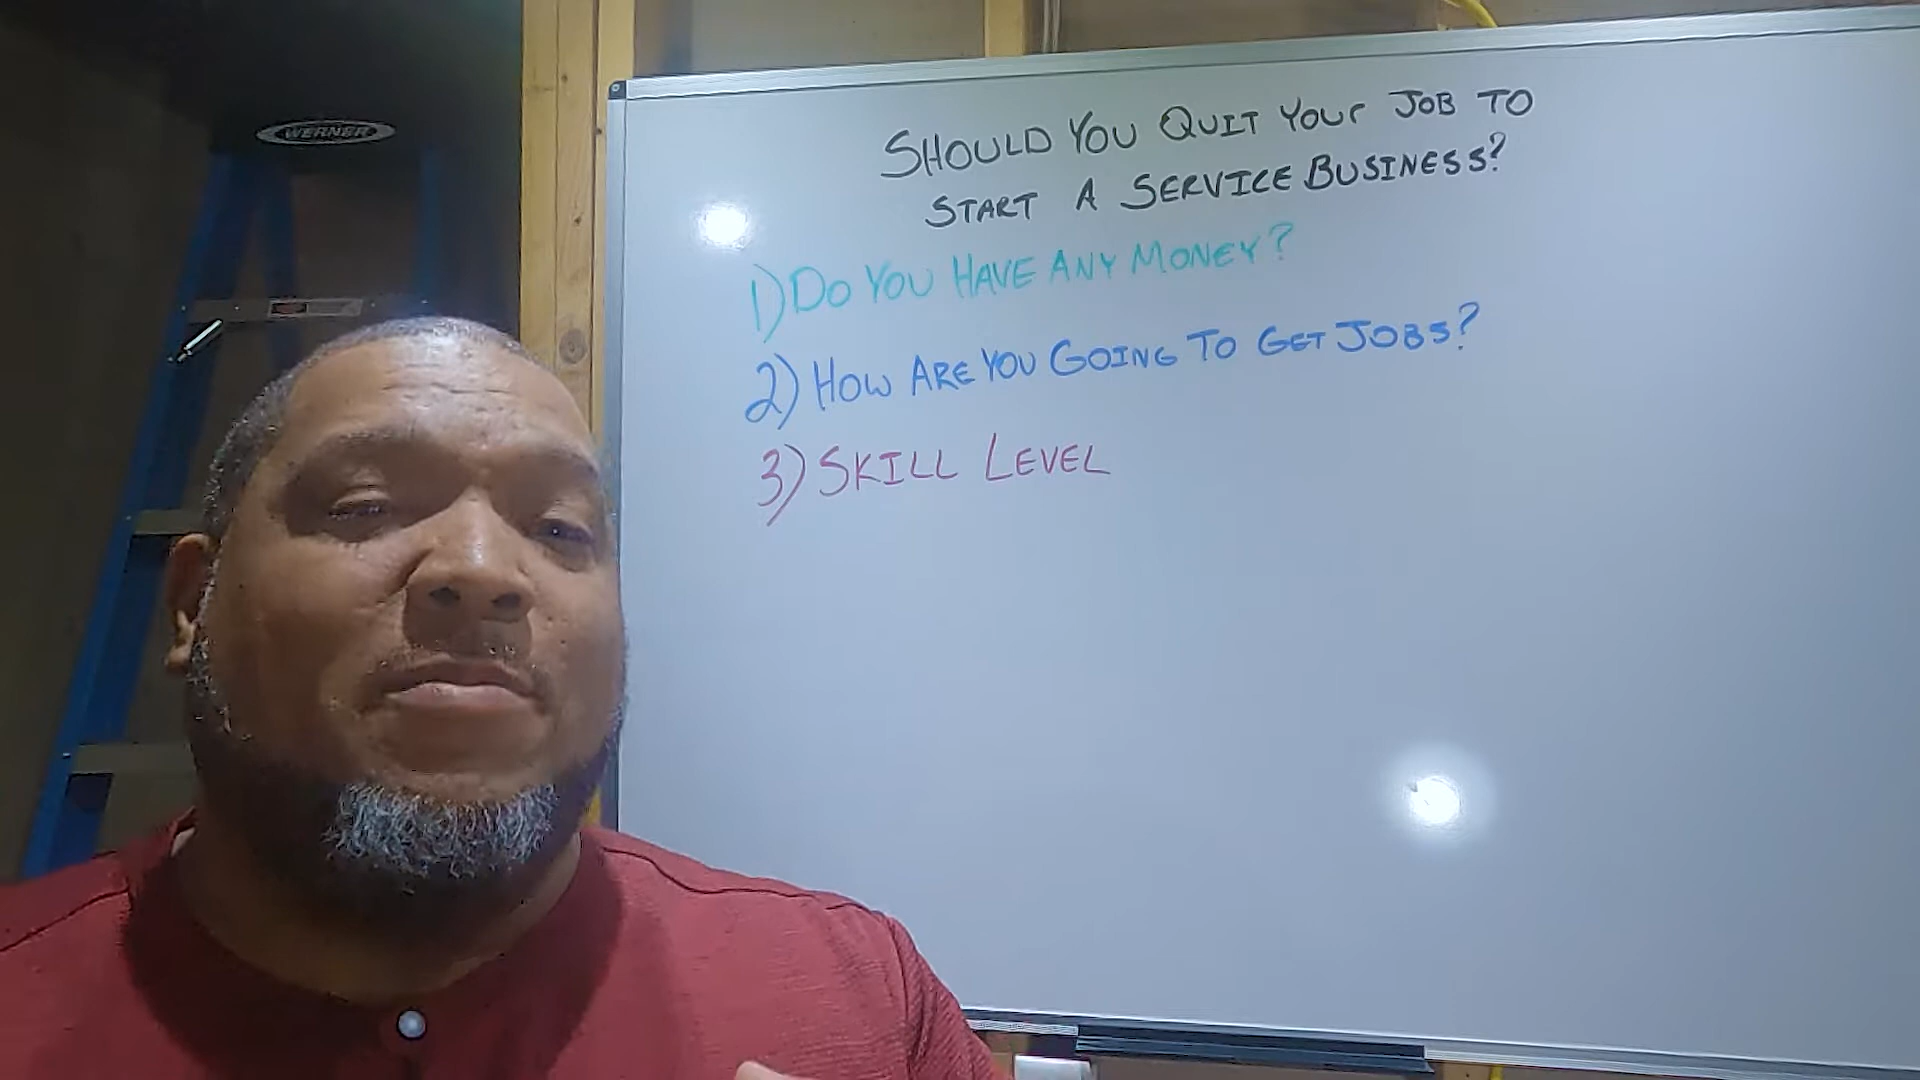 WERNER
SHOULD YOU QUIT YOUr JOB TO
START A SERVICE BUSINESS?
1) DO YOU HAVE ANY MONEY?
2) HOW ARE YOU GOING TO GET JOBS?
3) SKILL LEVEL